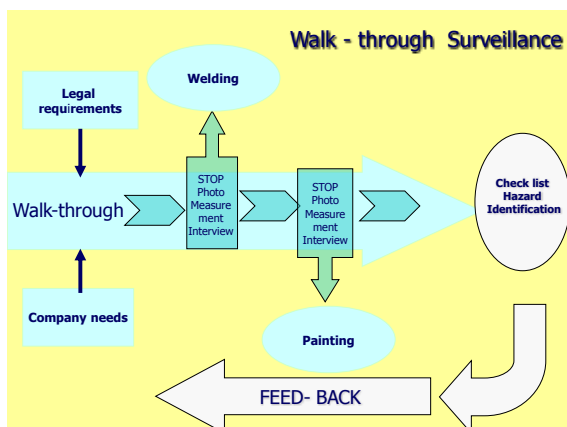 Walk - through Surveillance
Welding
Legal
requirements
STOP
Photo
Measure
ment
Interview
STOP
Photo
Measure
ment
Interview
Walk-through
Check list
Hazard
Identification
Company needs
Painting
FEED- BACK